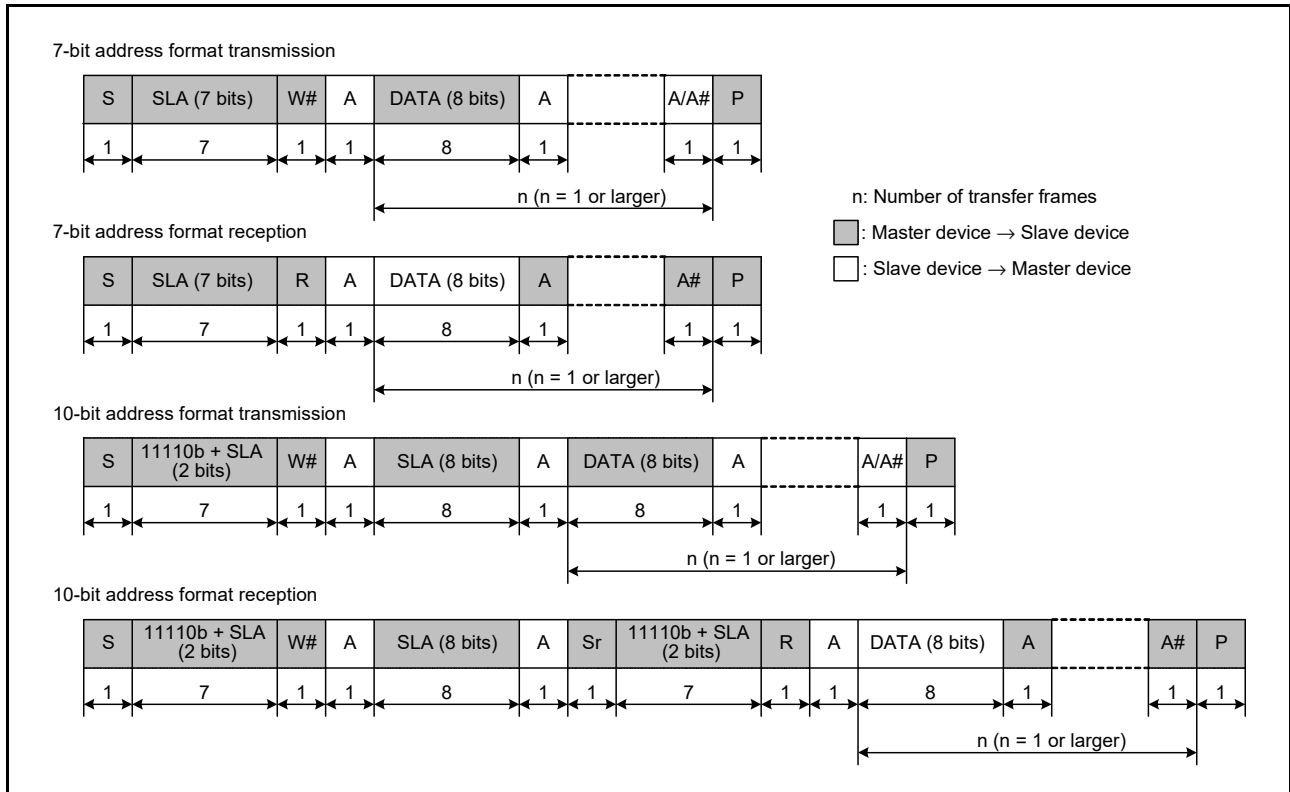 7-bit address format transmission
S SLA (7 bits) W# A DATA (8 bits) A A/A# P
1 7 1 1 8 1 1 1
n (n = 1 or larger)
n: Number of transfer frames
: Master device → Slave device
: Slave device → Master device
7-bit address format reception
S SLA (7 bits) R A DATA (8 bits) A A# P
1 7 1 1 8 1 1 1
n (n = 1 or larger)
10-bit address format transmission
S 11110b + SLA (2 bits) W# A SLA (8 bits) A DATA (8 bits) A A/A# P
1 7 1 1 8 1 8 1 1 1
n (n = 1 or larger)
10-bit address format reception
S 11110b + SLA (2 bits) W# A SLA (8 bits) A Sr 11110b + SLA (2 bits) R A DATA (8 bits) A A# P
1 7 1 1 8 1 1 7 1 1 8 1 1 1
n (n = 1 or larger)